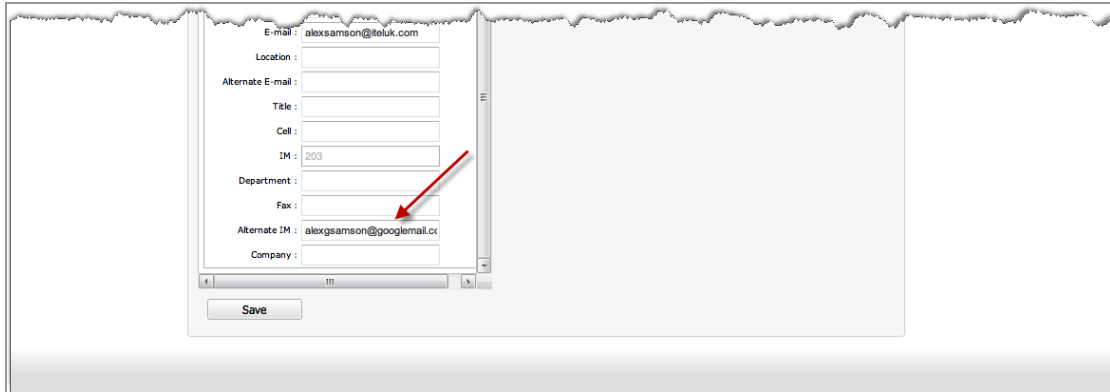 E-mail : alexsamson@iteluk.com
Location :
Alternate E-mail :
Title :
Cell :
IM : 203
Department :
Fax :
Alternate IM : alexgsamson@googlemail.cc
Company :
Save